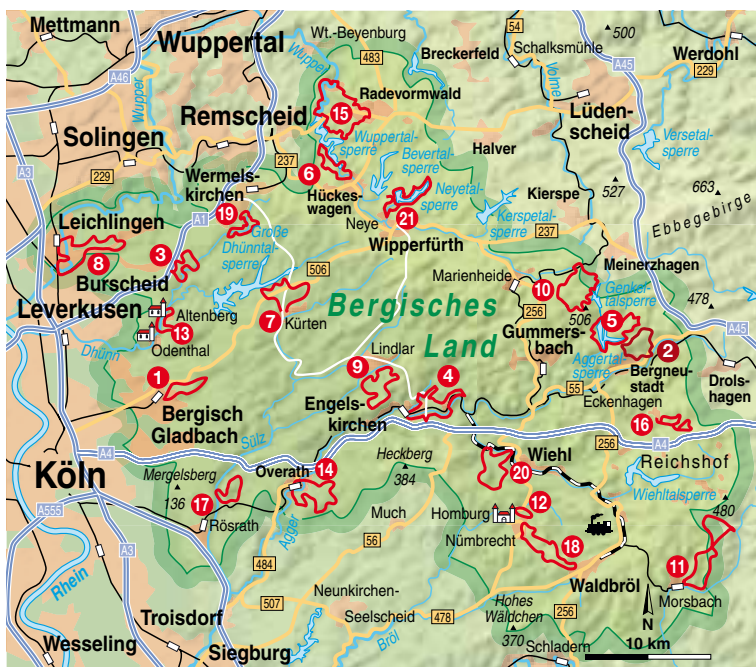 Mettmann
Wuppertal
Wt.-Beyenburg
54
Schalksmühle
500
A45
Werdohl
229
A46
Wupper
483
Breckerfeld
Volme
Wupper
Radevormwald
Remscheid
15
Lüden-
scheid
Solingen
Wuppertal-
sperre
Versetal-
sperre
A3
Halver
Bevertal-
sperre
Wermels-
kirchen
237
6
229
Hückes-
wagen
Neyetal-
sperre
Kierspe
527
663
Ebbegebirge
Leichlingen
A1
19
21
Neye
Kerspetal-
sperre
Große
Dhünntal-
sperre
237
8
3
Wipperfürth
506
Meinerzhagen
Burscheid
Marienheide
10
Genkel-
talsperre
478
Leverkusen
Altenberg
Bergisches
Land
256
506
5
A45
13
7
Kürten
Gummers-
bach
2
Dhünn
Odenthal
Lindlar
Aggertal-
sperre
Bergneu-
stadt
Drols-
hagen
1
9
4
55
Eckenhagen
Bergisch
Gladbach
Engels-
kirchen
16
Sülz
256
A4
A4
Wiehl
Reichshof
Köln
Mergelsberg
136
Overath
14
Heckberg
384
20
Wiehltalsperre
480
17
12
A555
Rösrath
Much
Homburg
Agger
18
Nümbrecht
A3
56
11
Rhein
484
Waldbröl
Morsbach
507
Neunkirchen-
Seelscheid
478
Hohes
Wäldchen
370
256
N
Troisdorf
Bröl
10 km
Wesseling
Siegburg
Schladern